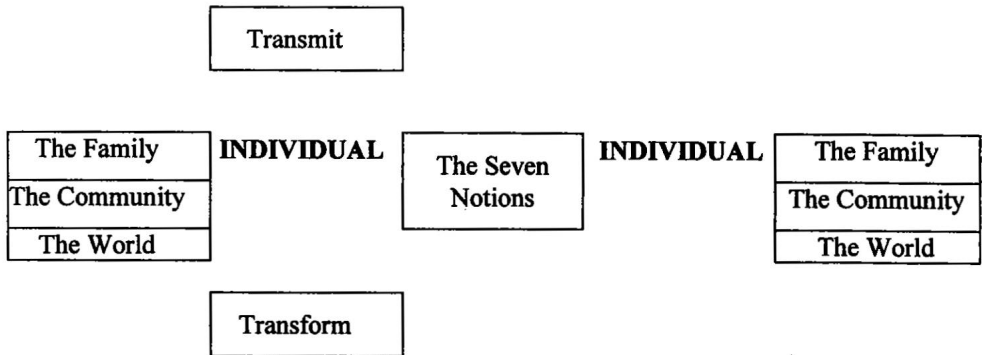 Transmit
The Family
INDIVIDUAL
The Seven
Notions
INDIVIDUAL
The Family
The Community
The Community
The World
The World
Transform